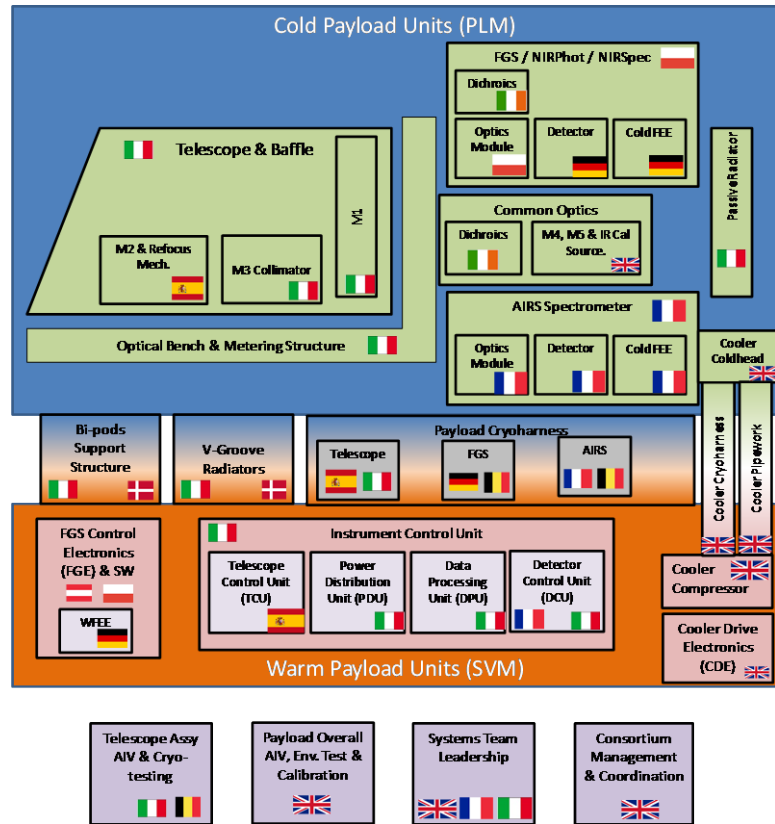 Cold Payload Units (PLM)
FGS / NIRPhot / NIRSpec
Dichroics
Optics
Module
Detector
Cold FEE
Telescope & Baffle
M1
M2 & Refocus
Mech.
M3 Collimator
Passive Radiator
Common Optics
Dichroics
M4, M5 & IR Cal
Source.
AIRS Spectrometer
Optics
Module
Detector
Cold FEE
Optical Bench & Metering Structure
Cooler
Coldhead
Bi-pods
Support
Structure
V-Groove
Radiators
Payload Cryoharness
Telescope
FGS
AIRS
Cooler Cryoharness
Cooler Pipework
FGS Control
Electronics
(FGE) & SW
WFEE
Instrument Control Unit
Telescope
Control Unit
(TCU)
Power
Distribution
Unit (PDU)
Data
Processing
Unit (DPU)
Detector
Control Unit
(DCU)
Cooler
Compressor
Cooler Drive
Electronics
(CDE)
Warm Payload Units (SVM)
Telescope Assy
AIV & Cryo-
testing
Payload Overall
AIV, Env. Test &
Calibration
Systems Team
Leadership
Consortium
Management
& Coordination